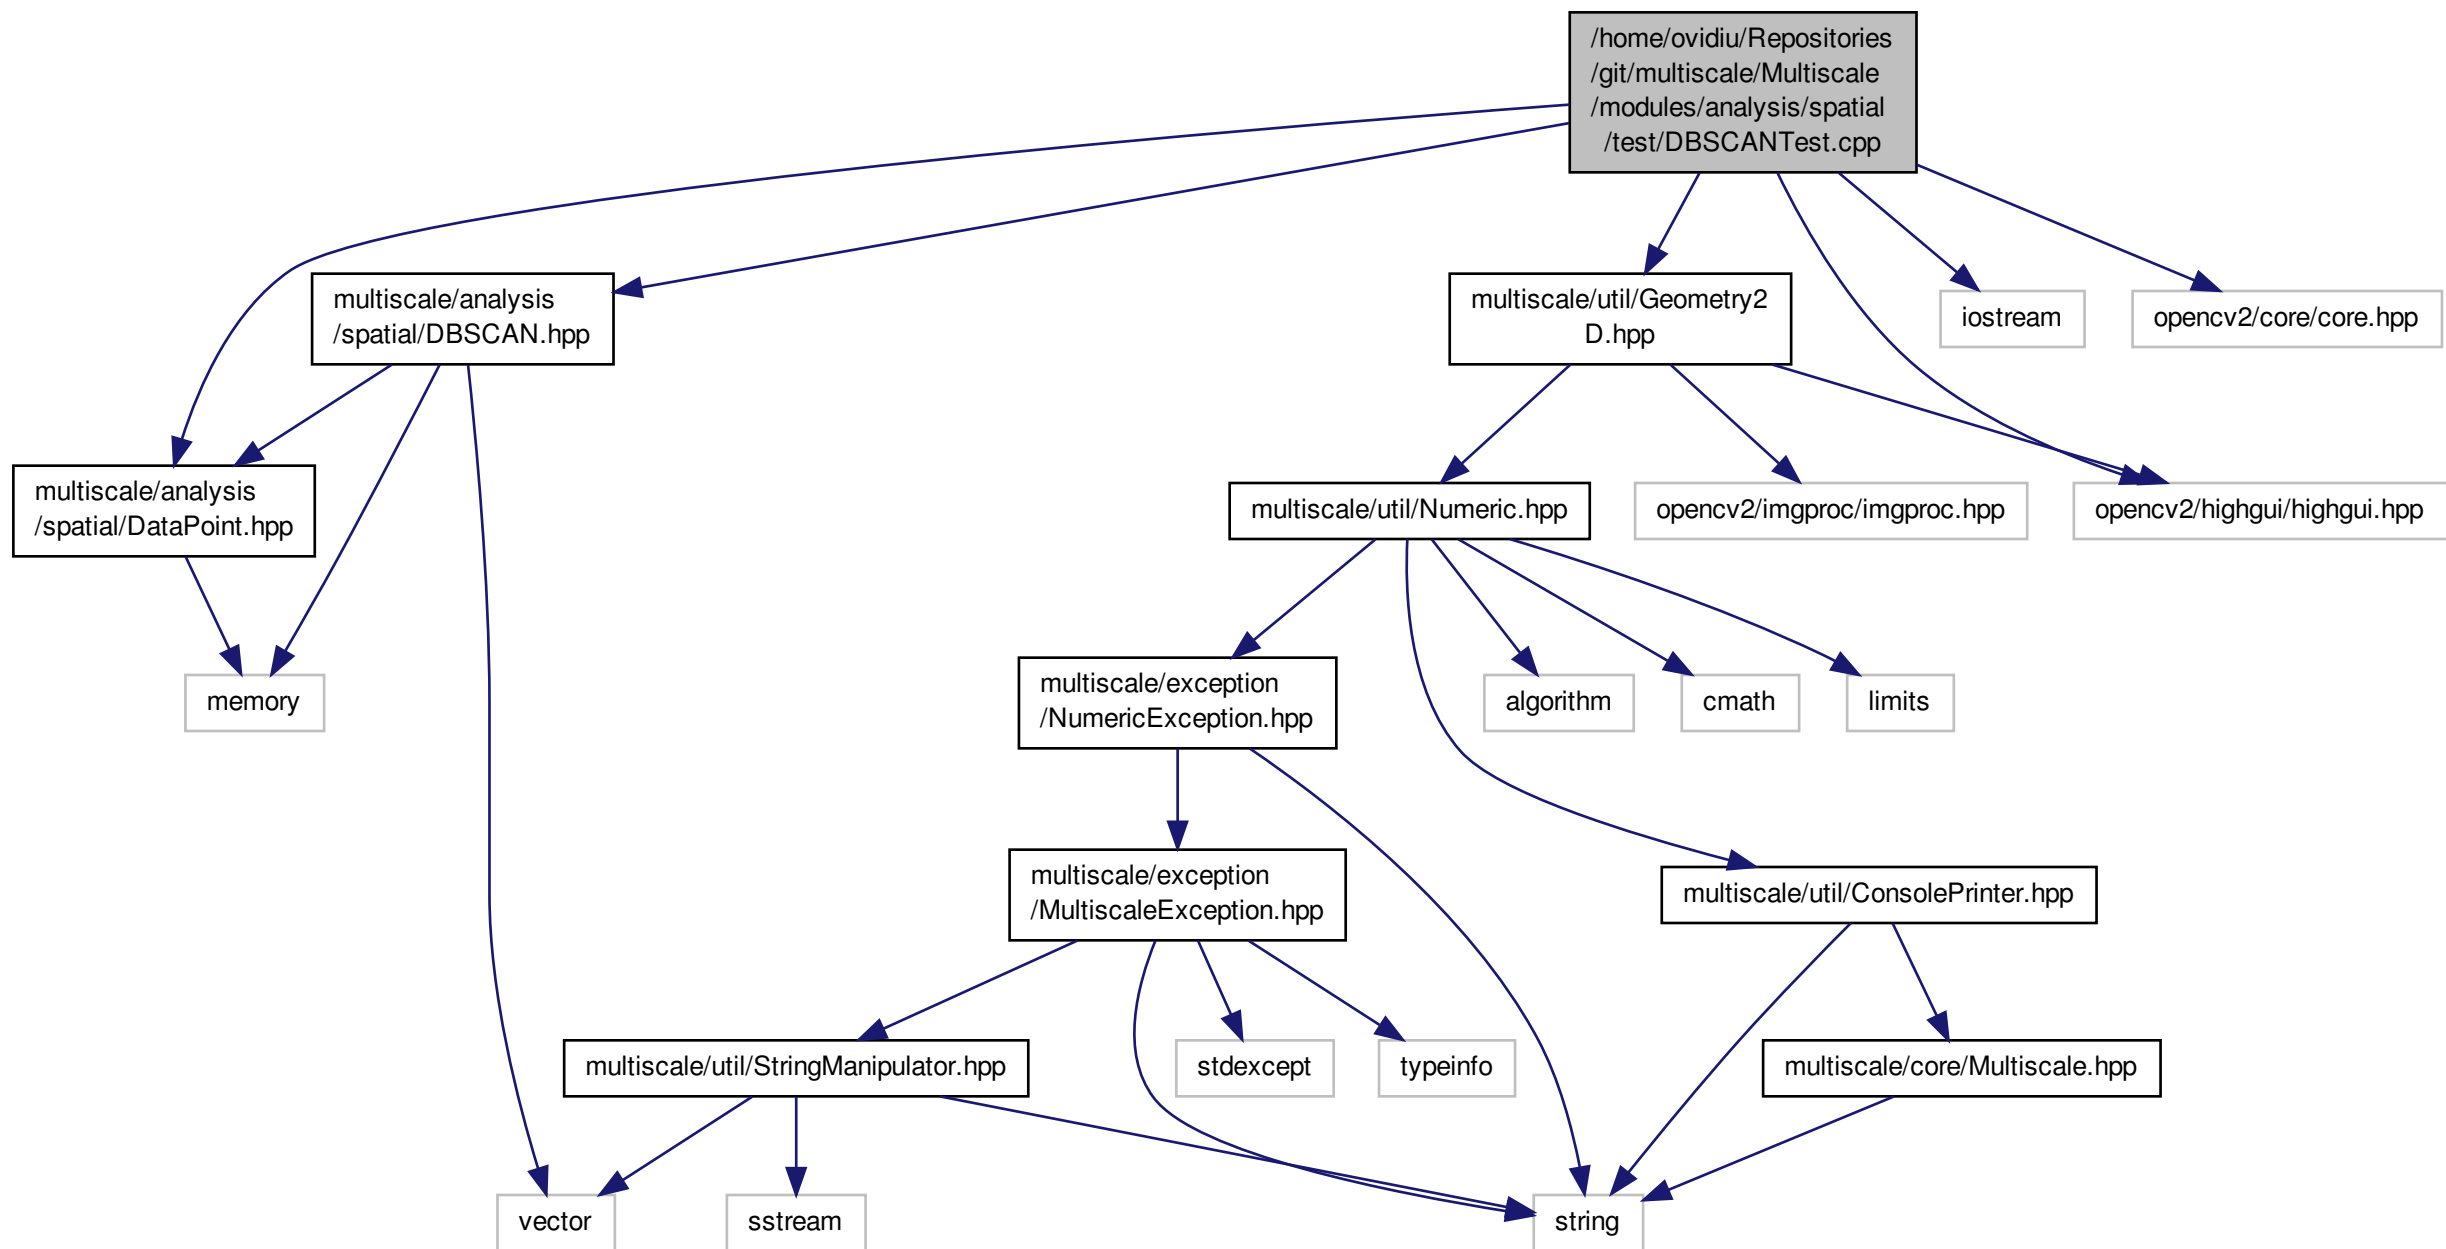 /home/ovidiu/Repositories
/git/multiscale/Multiscale
/modules/analysis/spatial
/test/DBSCANTest.cpp
multiscale/analysis
/spatial/DBSCAN.hpp
multiscale/util/Geometry2
D.hpp
iostream
opencv2/core/core.hpp
multiscale/analysis
/spatial/DataPoint.hpp
multiscale/util/Numeric.hpp
opencv2/imgproc/imgproc.hpp
opencv2/highgui/highgui.hpp
memory
multiscale/exception
/NumericException.hpp
algorithm
cmath
limits
multiscale/exception
/MultiscaleException.hpp
multiscale/util/ConsolePrinter.hpp
multiscale/util/StringManipulator.hpp
stdexcept
typeinfo
multiscale/core/Multiscale.hpp
vector
sstream
string